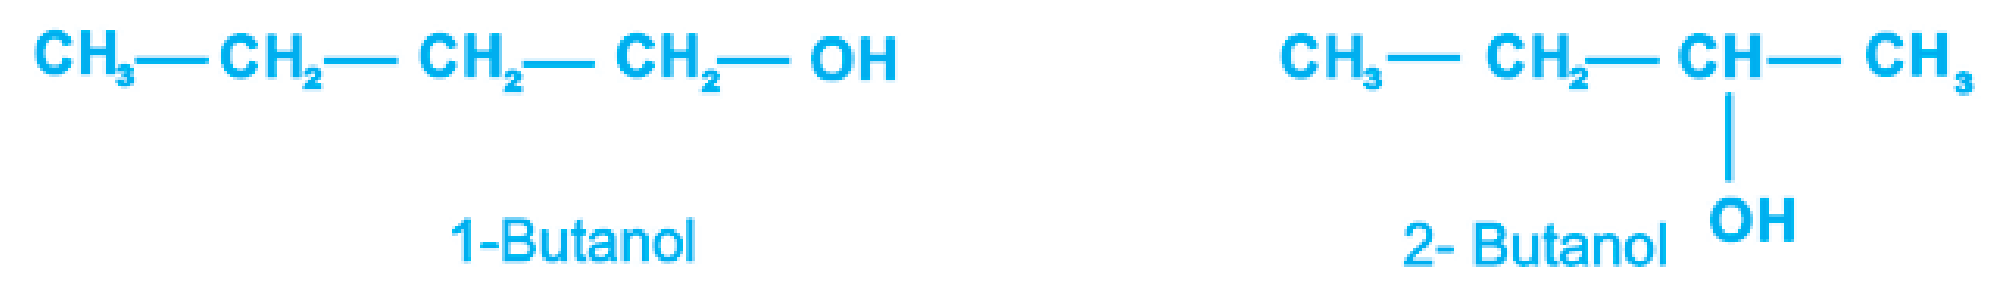 CH₃—CH₂—CH₂—CH₂—OH
CH₃—CH₂—CH—CH₃
OH
1-Butanol
2- Butanol